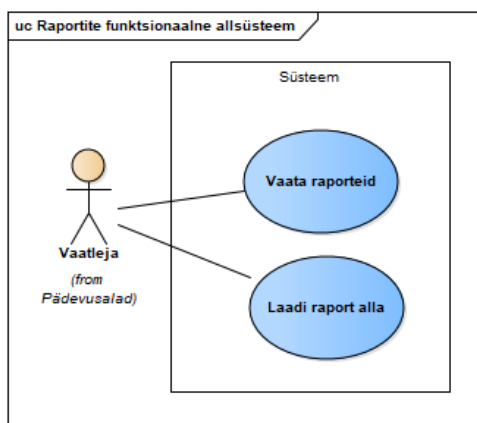 uc Raportite funktsionaalne allsüsteem
Süsteem
Vaata raporteid
Vaatleja
(from
Pädevusalad)
Laadi raport alla